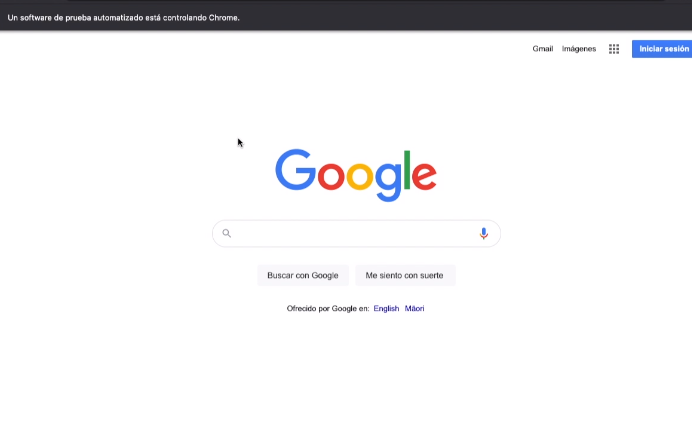 Un software de prueba automatizado está controlando Chrome.
Gmail Imágenes Iniciar sesión
Google
Buscar con Google Me siento con suerte
Ofrecido por Google en: English Māori